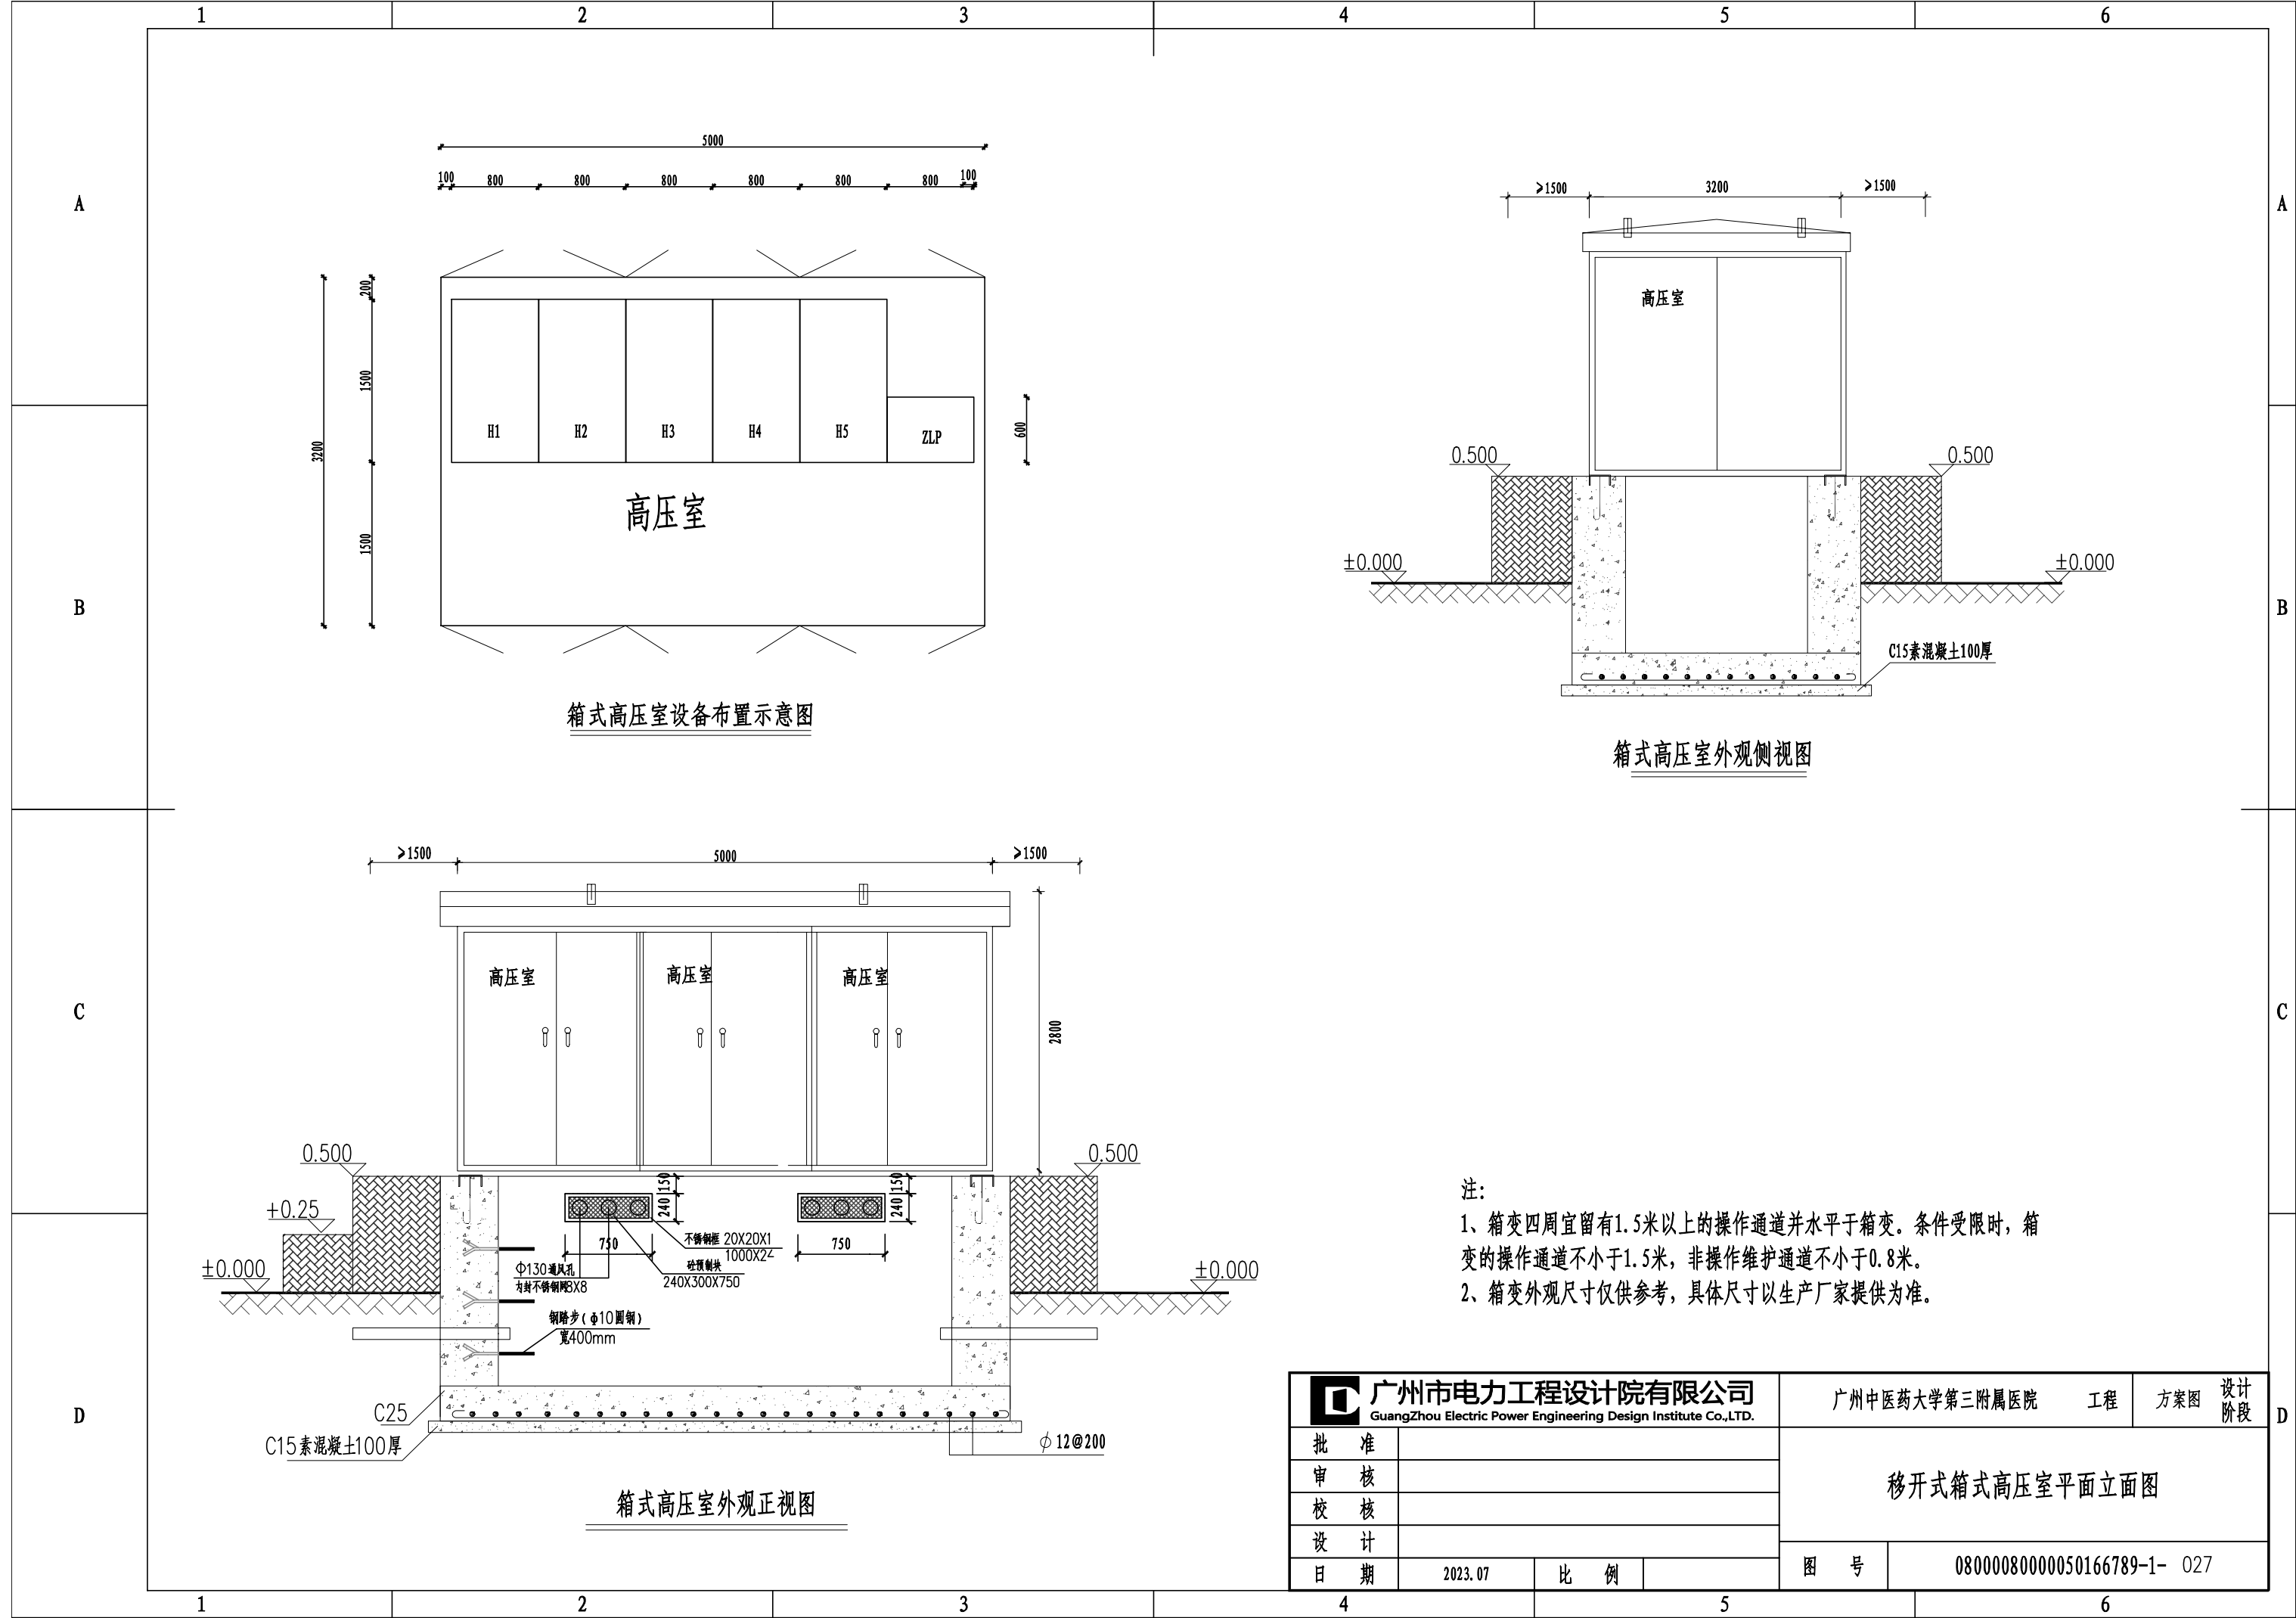 1 2 3 4 5 6
A
A
B
B
C
C
D
D
5000
100 800 800 800 800 800 800 100
200
1500
3200
1500
600
H1 H2 H3 H4 H5 ZLP
高压室
箱式高压室设备布置示意图
>1500 3200 >1500
高压室
0.500 0.500
±0.000 ±0.000
C15素混凝土100厚
箱式高压室外观侧视图
>1500 5000 >1500
高压室 高压室 高压室
2800
0.500 0.500
+0.25
±0.000 ±0.000
150 150
240 240
750 750
不锈钢框 20X20X1
1000X2
砼预制块
240X300X750
Φ130通风孔
内封不锈钢网8X8
钢踏步(Φ10圆钢)
宽400mm
C25
C15素混凝土100厚
ϕ12@200
箱式高压室外观正视图
注:
1、箱变四周宜留有1.5米以上的操作通道并水平于箱变。条件受限时，箱
变的操作通道不小于1.5米，非操作维护通道不小于0.8米。
2、箱变外观尺寸仅供参考，具体尺寸以生产厂家提供为准。
广州市电力工程设计院有限公司
GuangZhou Electric Power Engineering Design Institute Co.,LTD.
广州中医药大学第三附属医院 工程 方案图 设计
阶段
批 准
审 核
校 核
设 计
日 期 2023.07 比 例
移开式箱式高压室平面立面图
图 号 08000080000050166789-1- 027
1 2 3 4 5 6